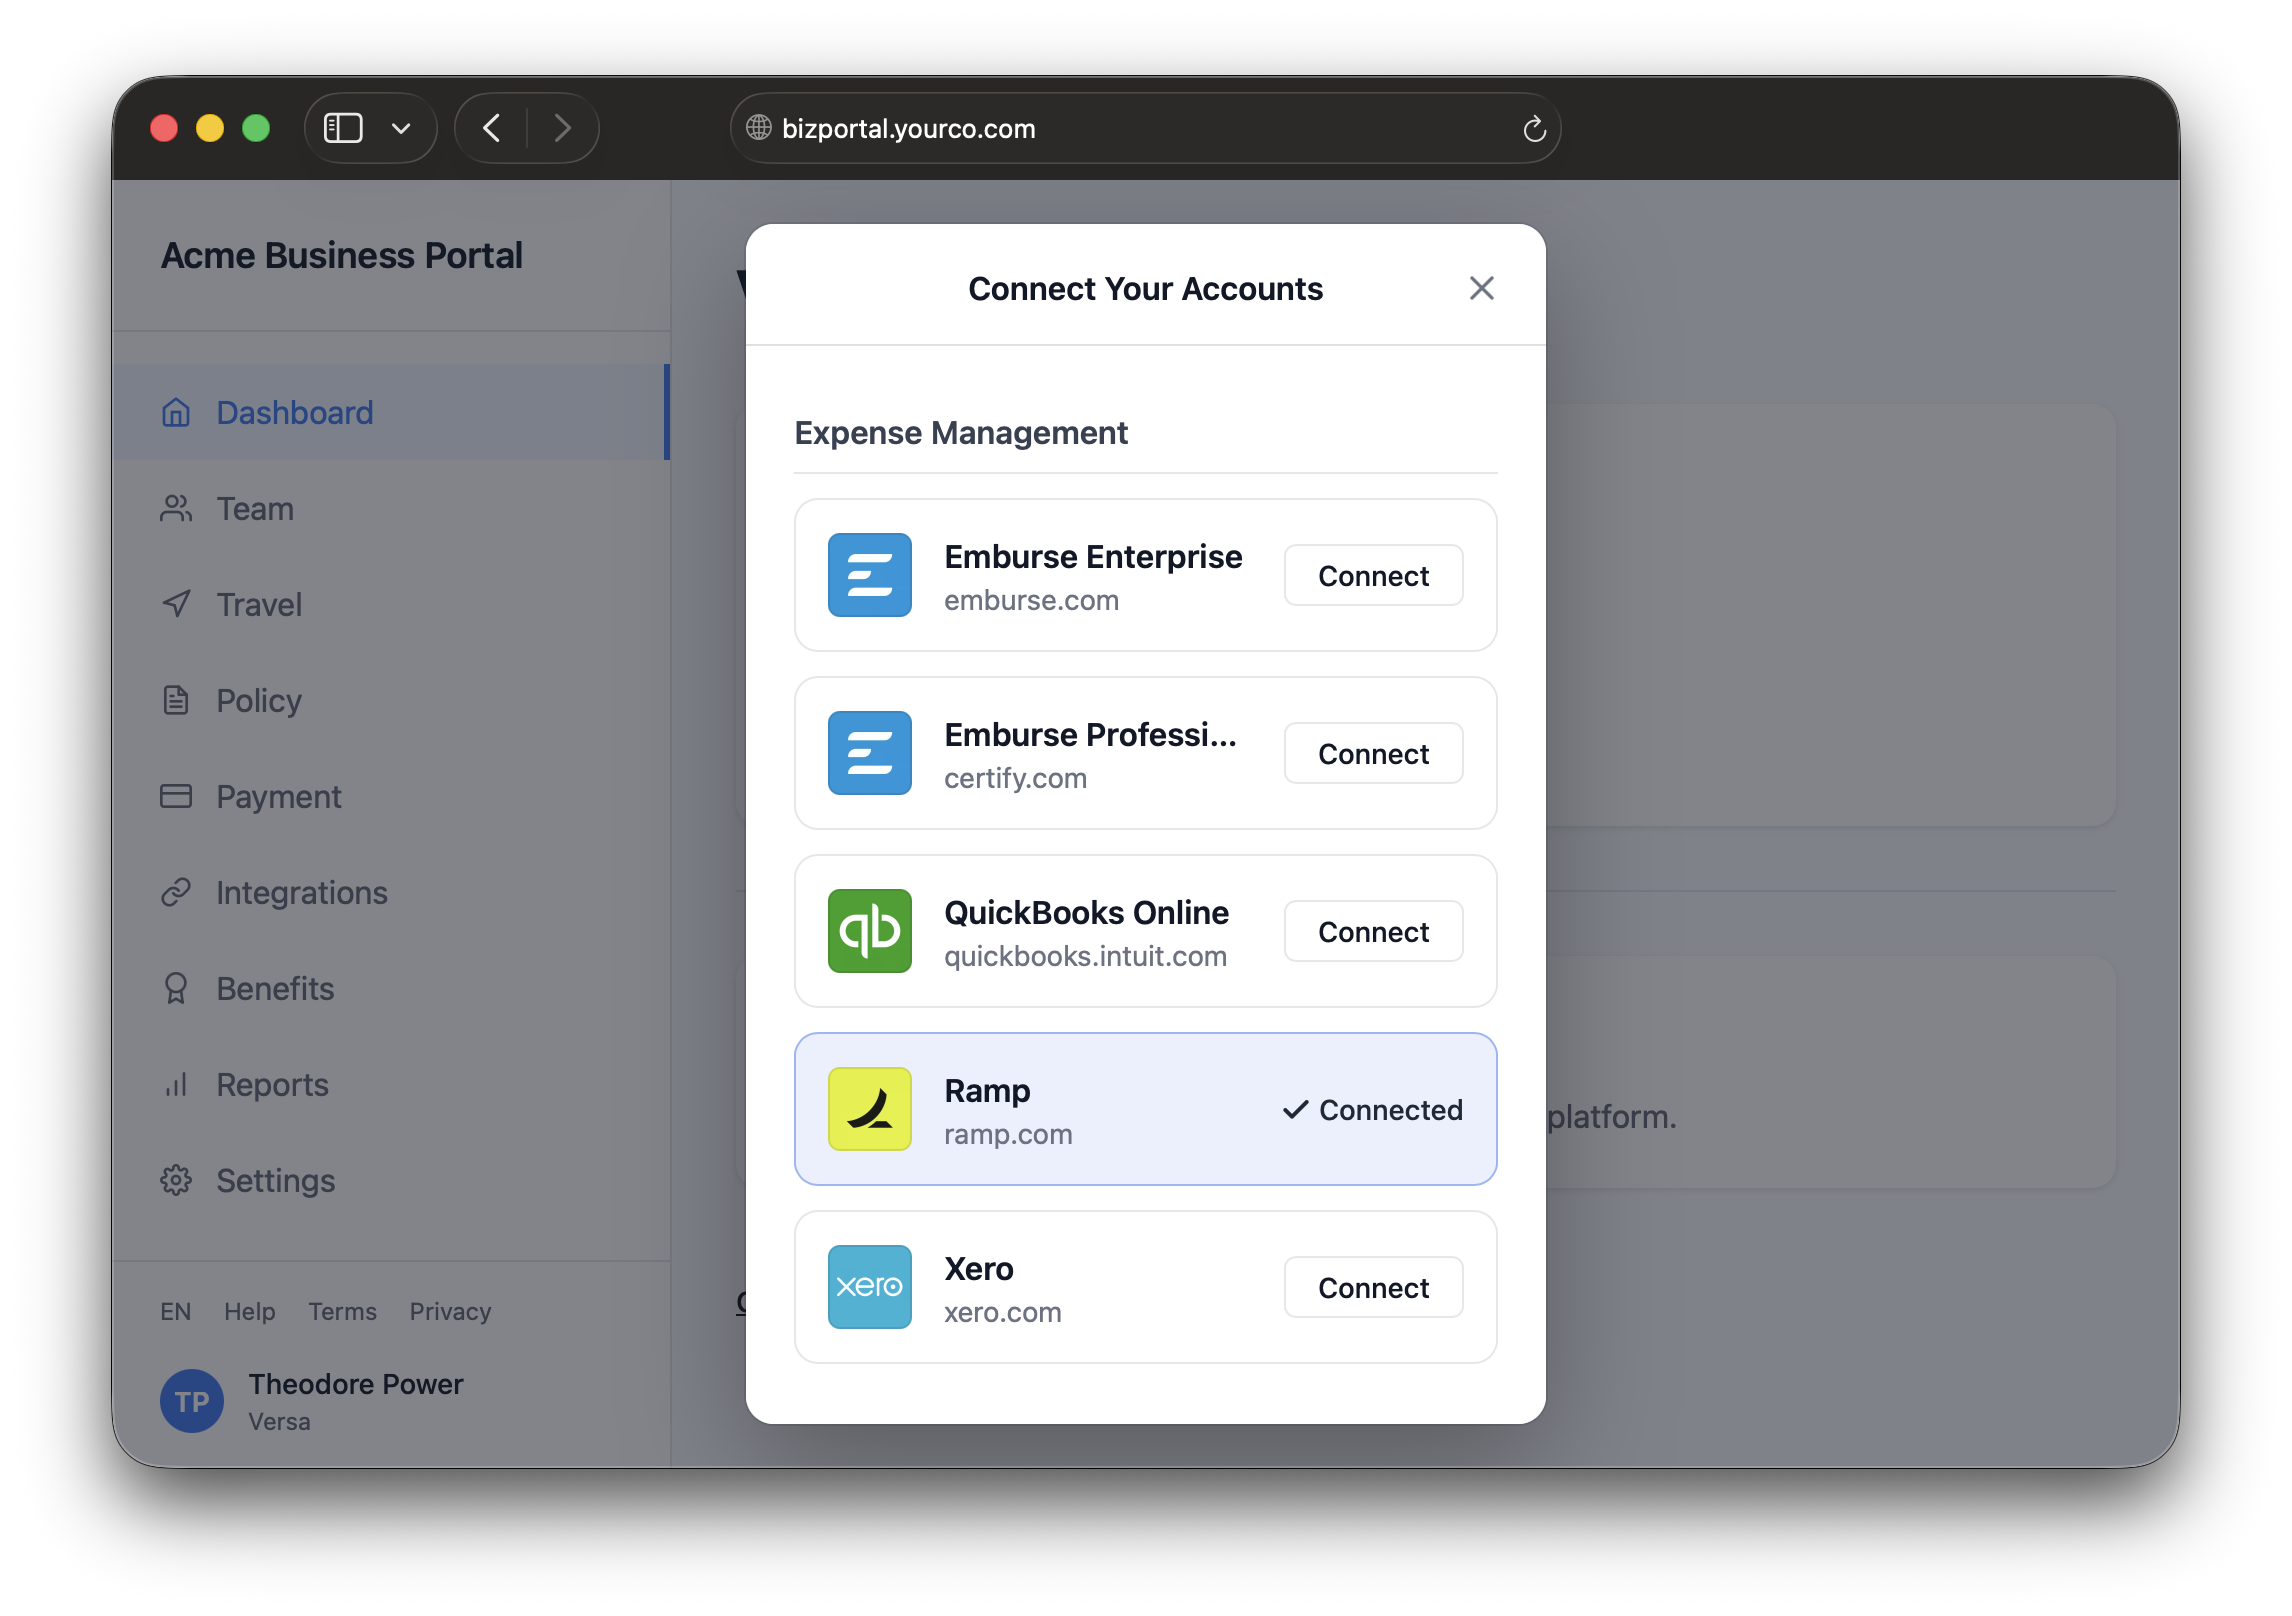 bizportal.yourco.com
Acme Business Portal
Dashboard
Team
Travel
Policy
Payment
Integrations
Benefits
Reports
Settings
EN Help Terms Privacy
TP
Theodore Power
Versa
Connect Your Accounts
Expense Management
Emburse Enterprise
emburse.com
Connect
Emburse Professi...
certify.com
Connect
qb
QuickBooks Online
quickbooks.intuit.com
Connect
Ramp
ramp.com
Connected
xero
Xero
xero.com
Connect
platform.